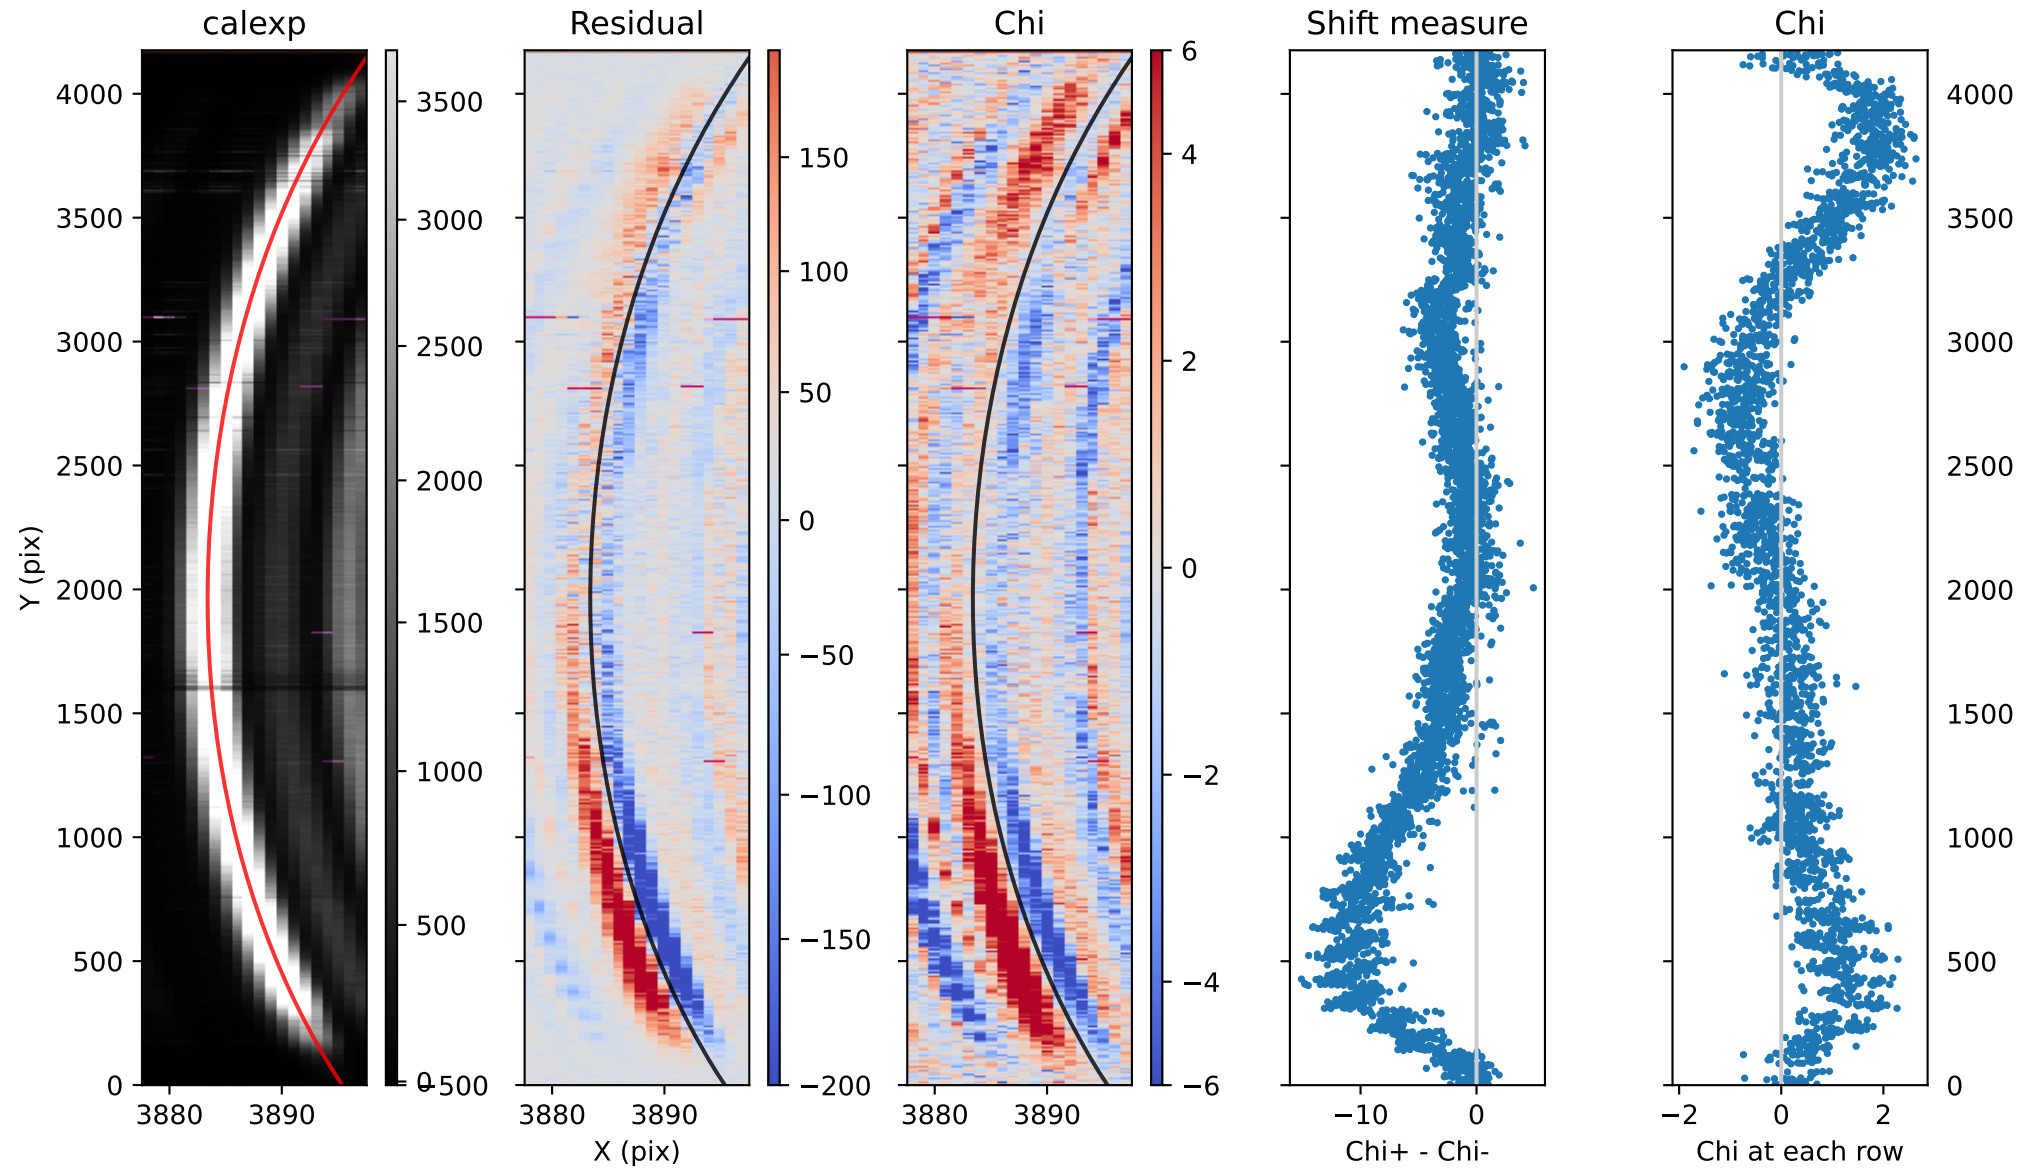 calexp Residual Chi Shift measure Chi
4000 3500 3000 2500 2000 1500 1000 500 0
Y (pix)
3880 3890
3500 3000 2500 2000 1500 1000 500 0 −500
3880 3890
X (pix)
150 100 50 0 −50 −100 −150 −200
3880 3890
6 4 2 0 −2 −4 −6
−10 0
Chi+ - Chi-
−2 0 2
Chi at each row
4000 3500 3000 2500 2000 1500 1000 500 0